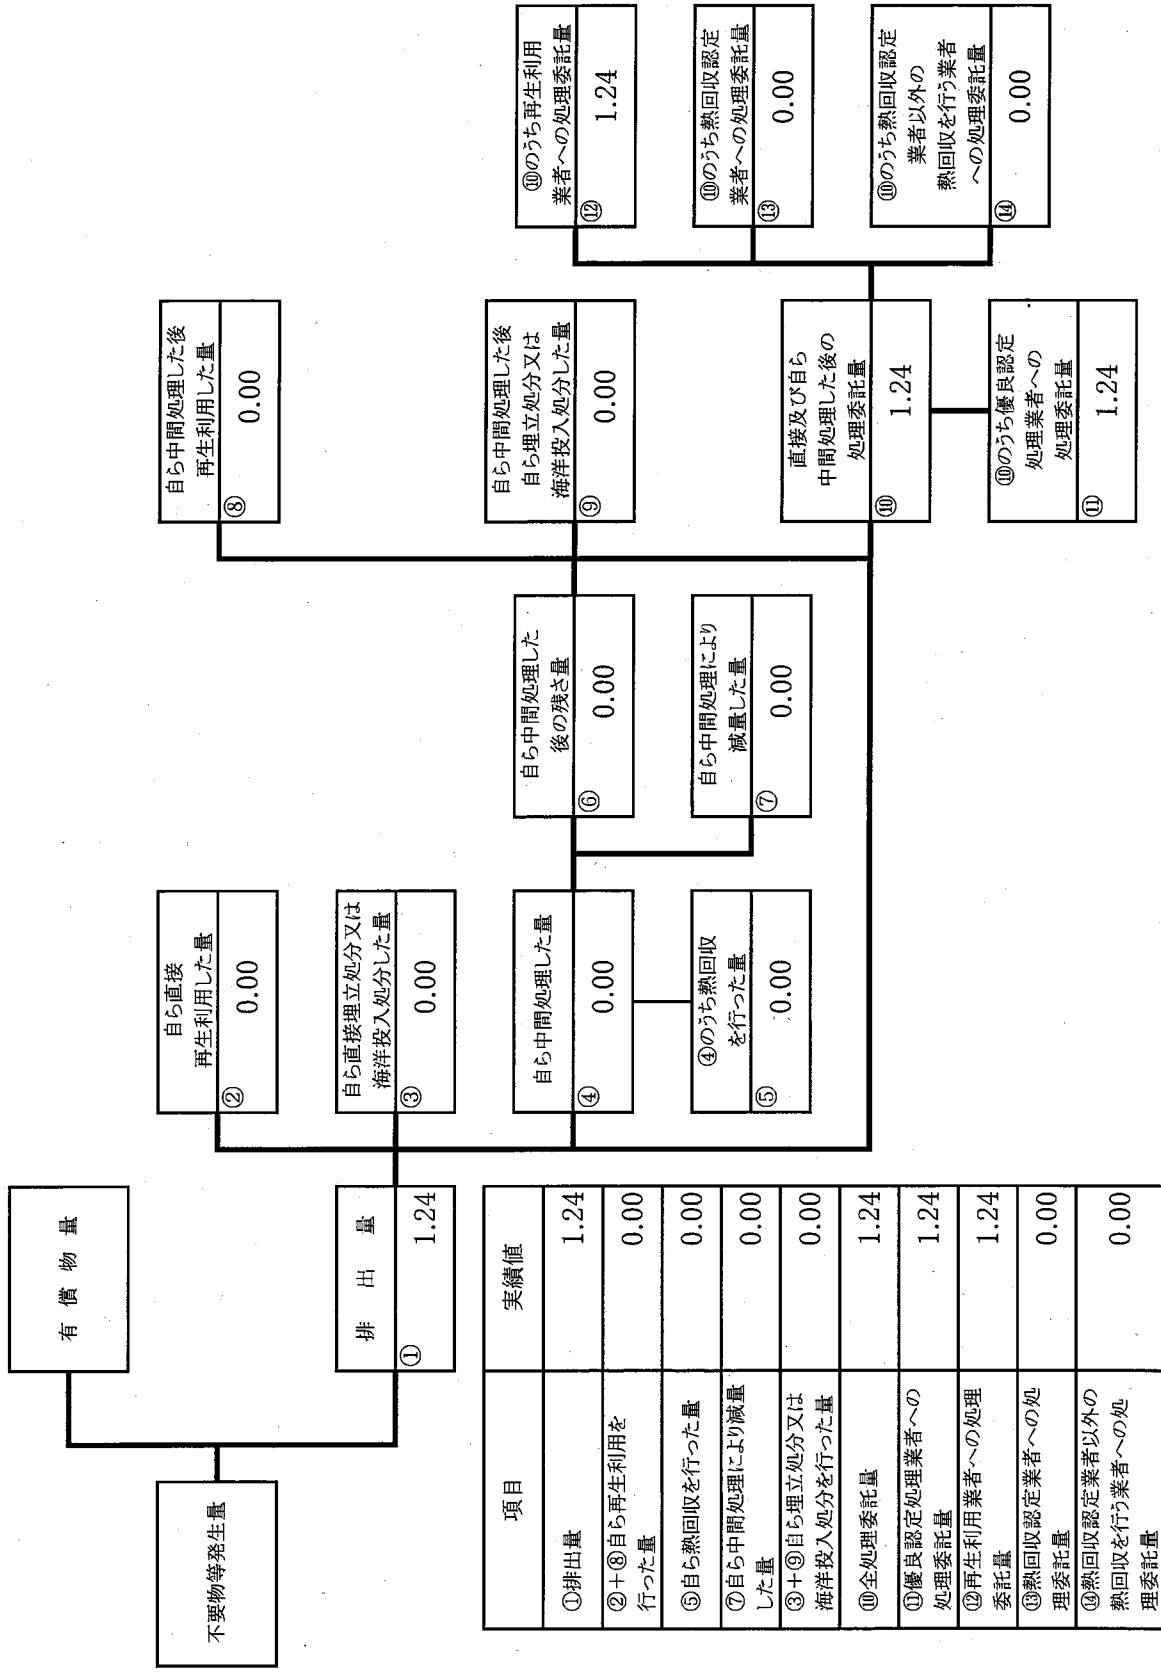 不要物等発生量
有償物量
排出量
①
1.24
自ら直接
再生利用した量
②
0.00
自ら直接埋立処分又は
海洋投入処分した量
③
0.00
自ら中間処理した量
④
0.00
④のうち熱回収
を行った量
⑤
0.00
自ら中間処理した
後の残さ量
⑥
0.00
自ら中間処理により
減量した量
⑦
0.00
自ら中間処理した後
再生利用した量
⑧
0.00
自ら中間処理した後
自ら埋立処分又は
海洋投入処分した量
⑨
0.00
直接及び自ら
中間処理した後の
処理委託量
⑩
1.24
⑩のうち優良認定
処理業者への
処理委託量
⑪
1.24
⑩のうち再生利用
業者への処理委託量
⑫
1.24
⑩のうち熱回収認定
業者への処理委託量
⑬
0.00
⑩のうち熱回収認定
業者以外の
熱回収を行う業者
への処理委託量
⑭
0.00
項目 実績値
①排出量 1.24
②+⑧自ら再生利用を
行った量 0.00
⑤自ら熱回収を行った量 0.00
⑦自ら中間処理により減量
した量 0.00
③+⑨自ら埋立処分又は
海洋投入処分を行った量 0.00
⑩全処理委託量 1.24
⑪優良認定処理業者への
処理委託量 1.24
⑫再生利用業者への処理
委託量 1.24
⑬熱回収認定業者への処
理委託量 0.00
⑭熱回収認定業者以外の
熱回収を行う業者への処
理委託量 0.00